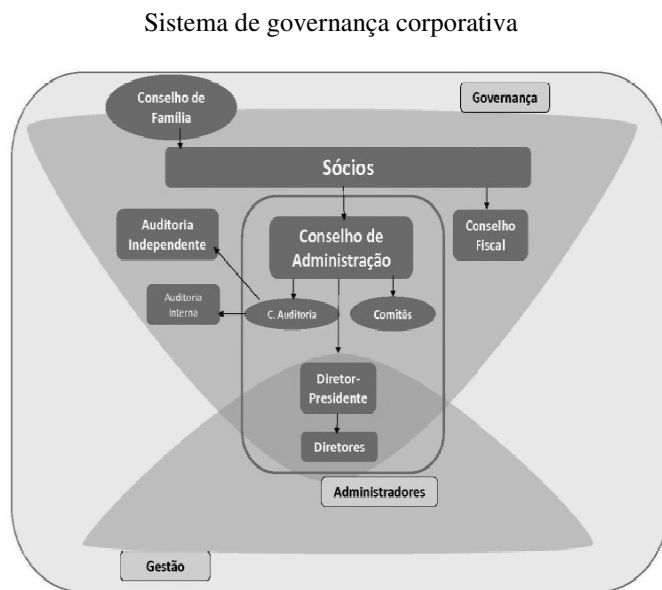 Sistema de governança corporativa
Conselho de
Família
Governança
Sócios
Auditoria
Independente
Conselho de
Administração
Conselho
Fiscal
Auditoria
Interna
C. Auditoria
Comitês
Diretor-
Presidente
Diretores
Administradores
Gestão